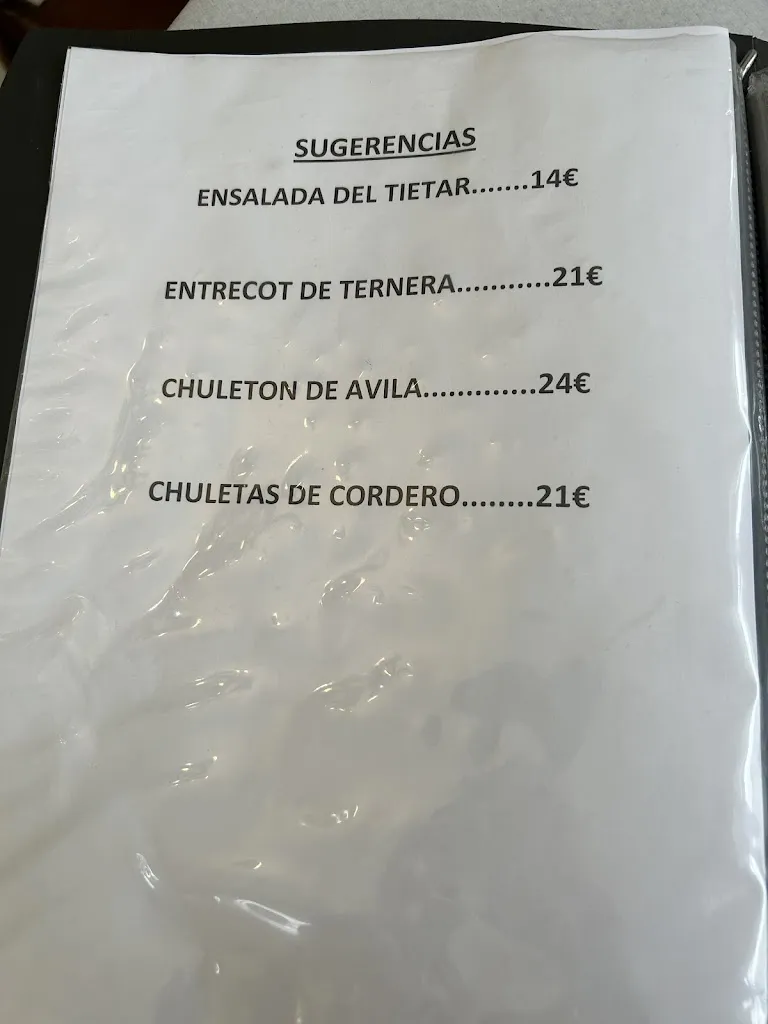 SUGERENCIAS
ENSALADA DEL TIETAR.......14€
ENTRECOT DE TERNERA...........21€
CHULETON DE AVILA.............24€
CHULETAS DE CORDERO........21€